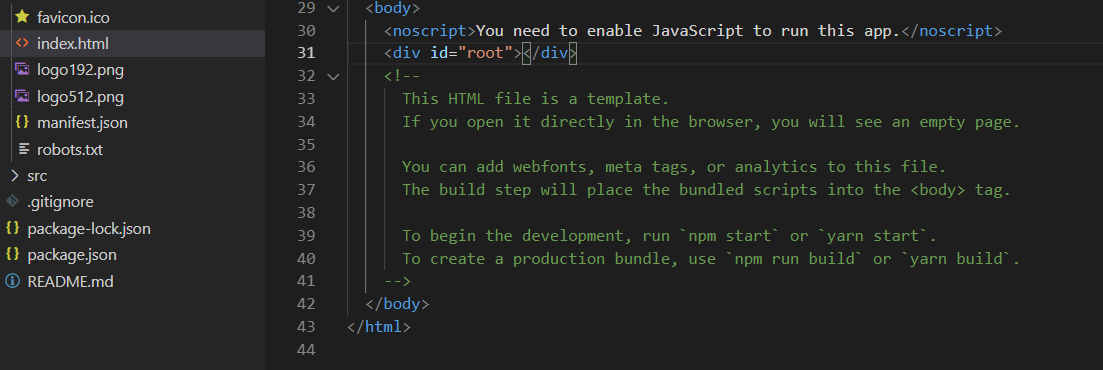 favicon.ico
index.html
logo192.png
logo512.png
manifest.json
robots.txt
src
.gitignore
package-lock.json
package.json
README.md
29 <body>
30 <noscript>You need to enable JavaScript to run this app.</noscript>
31 <div id="root"></div>
32 <!--
33 This HTML file is a template.
34 If you open it directly in the browser, you will see an empty page.
35
36 You can add webfonts, meta tags, or analytics to this file.
37 The build step will place the bundled scripts into the <body> tag.
38
39 To begin the development, run `npm start` or `yarn start`.
40 To create a production bundle, use `npm run build` or `yarn build`.
41 -->
42 </body>
43 </html>
44